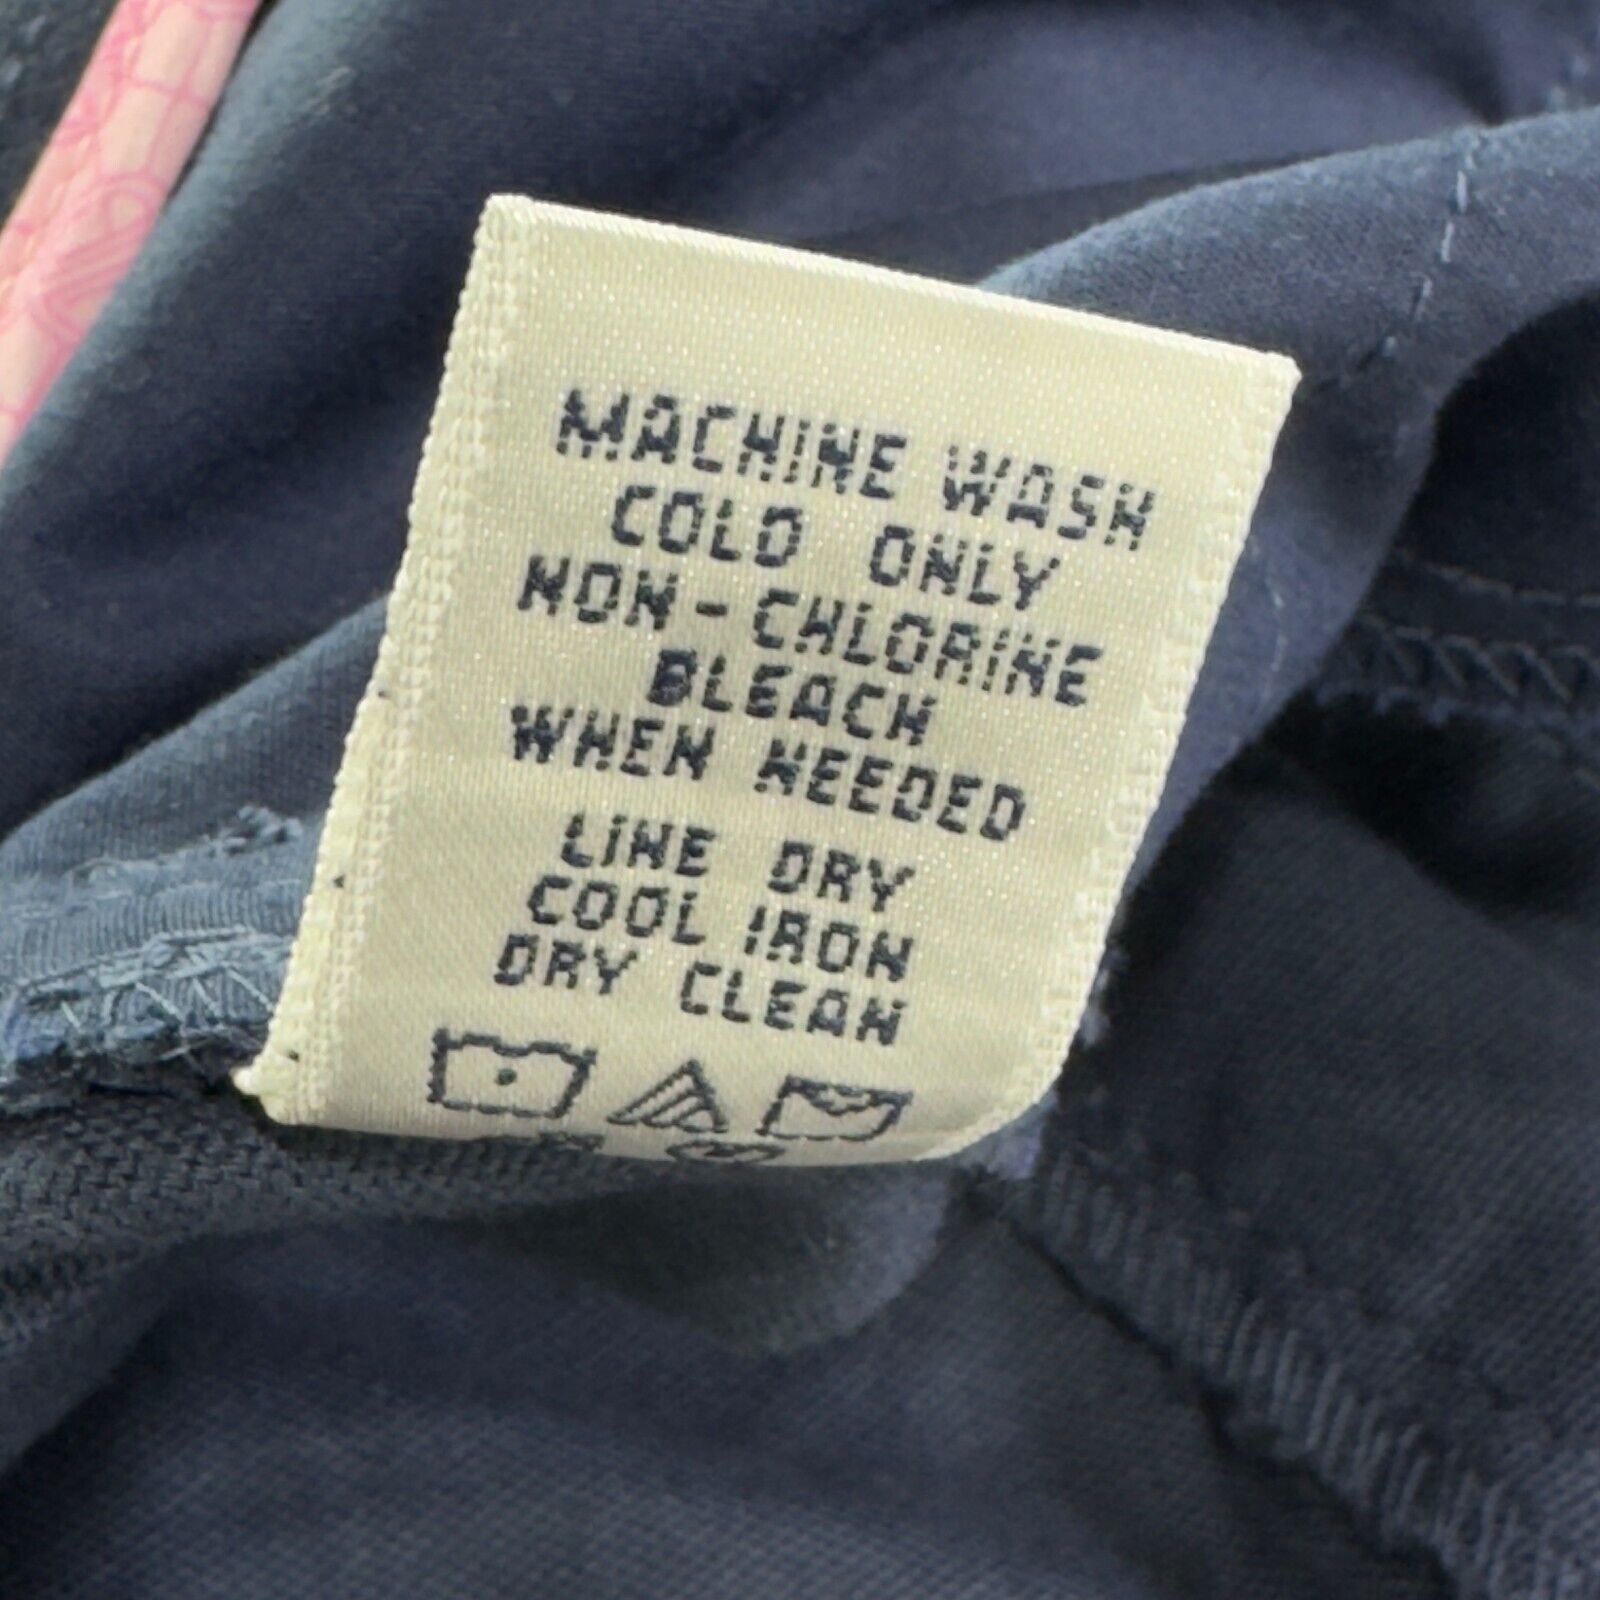 MACHINE WASH
COLD ONLY
NON-CHLORINE
BLEACH
WHEN NEEDED
LINE DRY
COOL IRON
DRY CLEAN